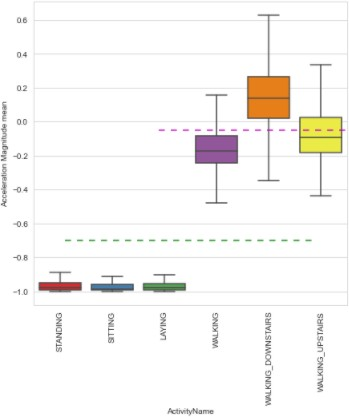 Acceleration Magnitude mean
0.6
0.4
0.2
0.0
−0.2
−0.4
−0.6
−0.8
−1.0
STANDING
SITTING
LAYING
WALKING
WALKING_DOWNSTAIRS
WALKING_UPSTAIRS
ActivityName